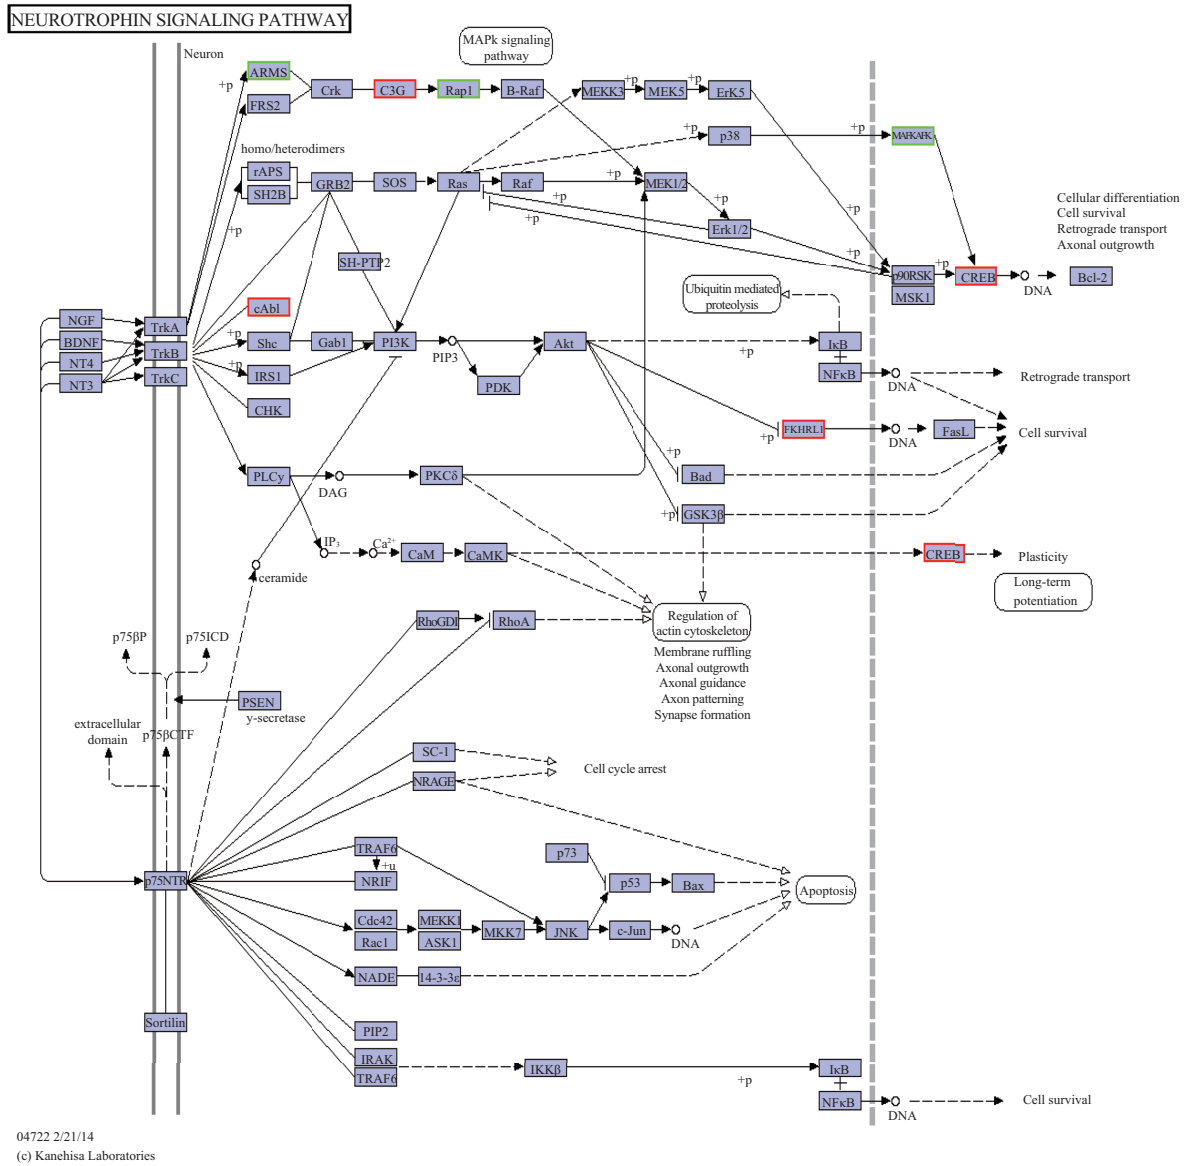 NEUROTROPHIN SIGNALING PATHWAY
MAPk signaling
pathway
Neuron
ARMS
+p
FRS2
Crk
C3G
Rap1
B-Raf
MEKK3
+p
MEK5
+p
ErK5
+p
p38
+p
MAFKAFK
homo/heterodimers
rAPS
SH2B
+p
GRB2
SOS
Ras
Raf
+p
MEK1/2
+p
+p
+p
Erk1/2
+p
+p
Cellular differentiation
Cell survival
Retrograde transport
Axonal outgrowth
SH-PTP2
p90RSK
+p
MSK1
CREB
DNA
Bcl-2
Ubiquitin mediated
proteolysis
cAbl
NGF
BDNF
NT4
NT3
TrkA
TrkB
TrkC
+p
Shc
Gab1
PI3K
PIP3
Akt
+p
IκB
+p
IRS1
PDK
NFκB
DNA
Retrograde transport
CHK
+p
FKHRL1
DNA
FasL
Cell survival
+p
PLCy
DAG
PKCδ
Bad
+p
GSK3β
IP3
Ca2+
CaM
CaMK
CREB
Plasticity
ceramide
Long-term
potentiation
RhoGDI
RhoA
Regulation of
actin cytoskeleton
Membrane ruffling
Axonal outgrowth
Axonal guidance
Axon patterning
Synapse formation
p75βP
p75ICD
PSEN
y-secretase
extracellular
domain
p75βCTF
SC-1
NRAGE
Cell cycle arrest
TRAF6
+u
NRIF
p73
p53
Bax
Apoptosis
p75NTR
Cdc42
Rac1
MEKK1
ASK1
MKK7
JNK
c-Jun
DNA
NADE
14-3-3ε
Sortilin
PIP2
IRAK
TRAF6
IKKβ
+p
IκB
NFκB
DNA
Cell survival
04722 2/21/14
(c) Kanehisa Laboratories